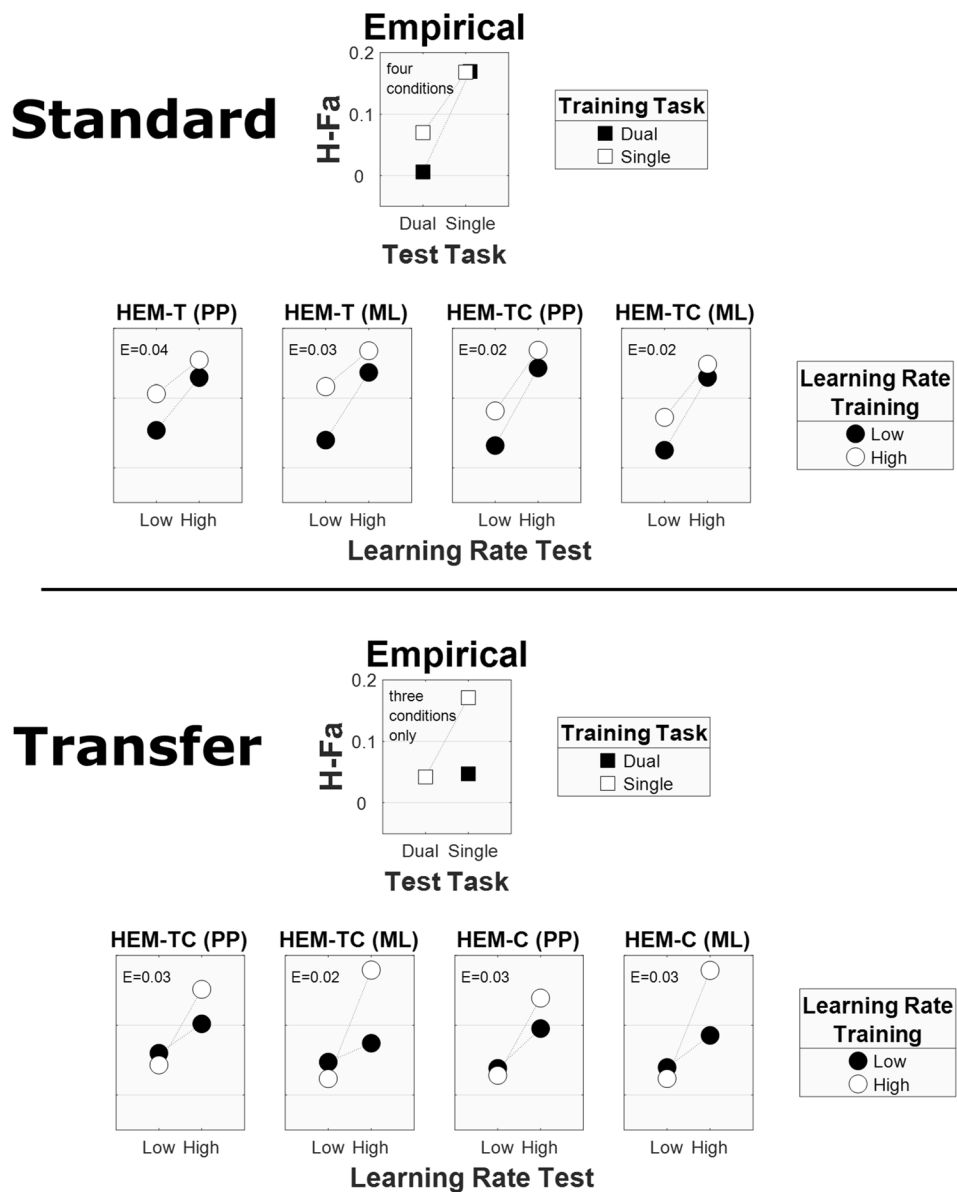 Empirical
Standard
H-Fa
0.2
0.1
0
four
conditions
Dual Single
Test Task
Training Task
Dual
Single
HEM-T (PP) HEM-T (ML) HEM-TC (PP) HEM-TC (ML)
E=0.04 E=0.03 E=0.02 E=0.02
Low High Low High Low High Low High
Learning Rate Test
Learning Rate
Training
Low
High
Empirical
Transfer
H-Fa
0.2
0.1
0
three
conditions
only
Dual Single
Test Task
Training Task
Dual
Single
HEM-TC (PP) HEM-TC (ML) HEM-C (PP) HEM-C (ML)
E=0.03 E=0.02 E=0.03 E=0.03
Low High Low High Low High Low High
Learning Rate Test
Learning Rate
Training
Low
High